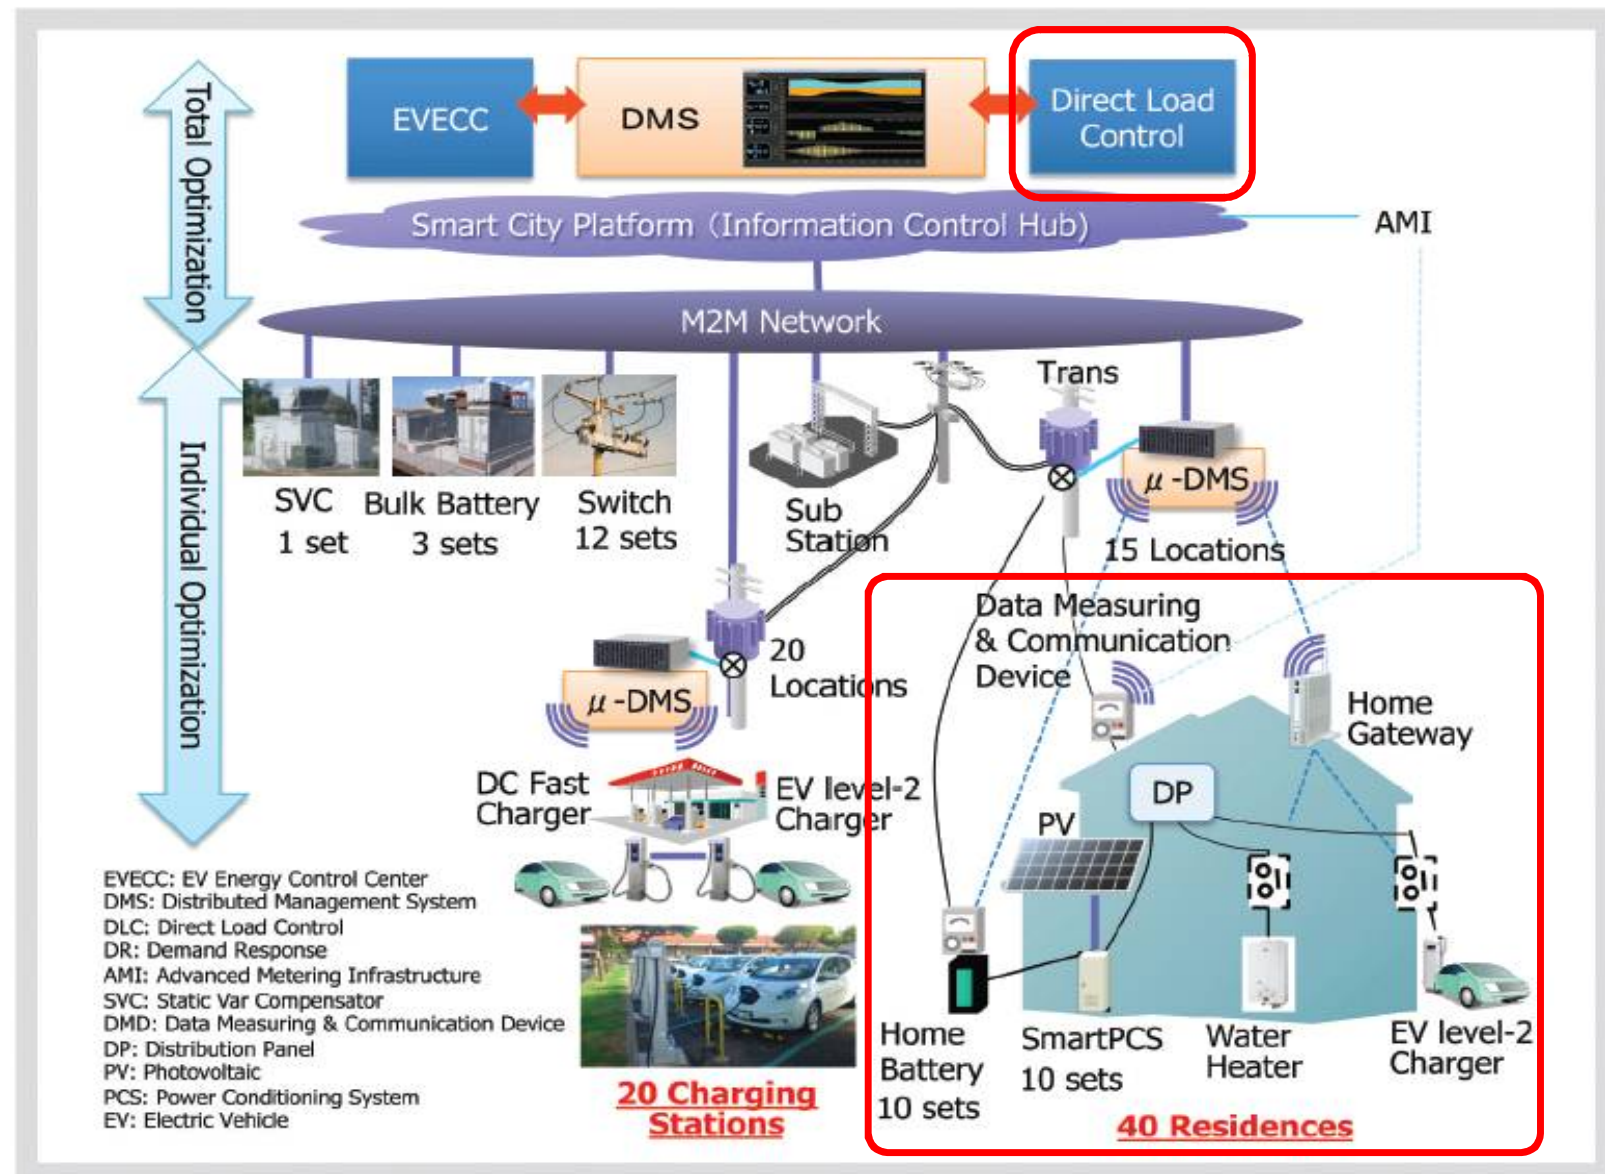 Total Optimization
EVECC
DMS
Direct Load
Control
Smart City Platform (Information Control Hub)
AMI
M2M Network
Individual Optimization
SVC
1 set
Bulk Battery
3 sets
Switch
12 sets
Sub
Station
Trans
μ-DMS
15 Locations
20
Locations
μ-DMS
DC Fast
Charger
EV level-2
Charger
Data Measuring
& Communication
Device
Home
Gateway
DP
PV
Home
Battery
10 sets
SmartPCS
10 sets
Water
Heater
EV level-2
Charger
20 Charging
Stations
40 Residences
EVECC: EV Energy Control Center
DMS: Distributed Management System
DLC: Direct Load Control
DR: Demand Response
AMI: Advanced Metering Infrastructure
SVC: Static Var Compensator
DMD: Data Measuring & Communication Device
DP: Distribution Panel
PV: Photovoltaic
PCS: Power Conditioning System
EV: Electric Vehicle